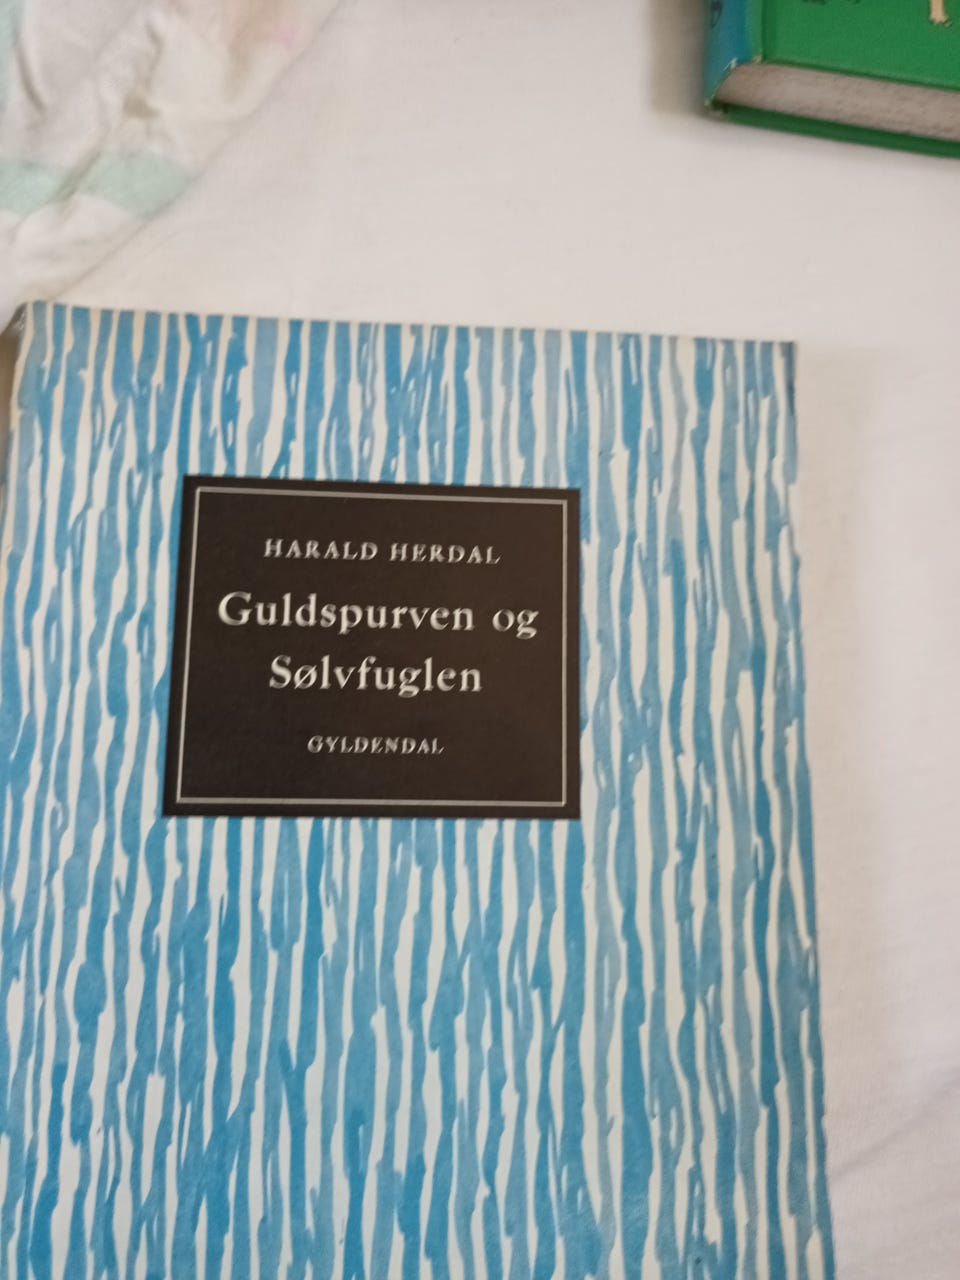 HARALD HERDAL
Guldspurven og
Sølvfuglen
GYLDENDAL